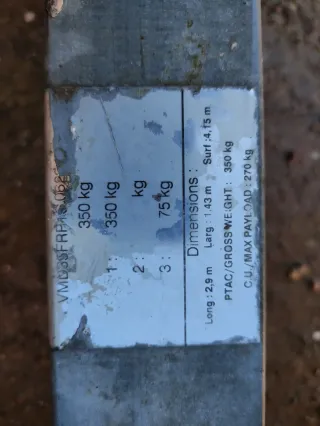 350 kg
1: 350 kg
2: kg
3: 75 kg
Dimensions :
Long : 2,9 m Larg : 1,43 m Surf :4,15 m
PTAC/GROSS WEIGHT: 350 kg
C.U./MAX PAYLOAD : 270 kg